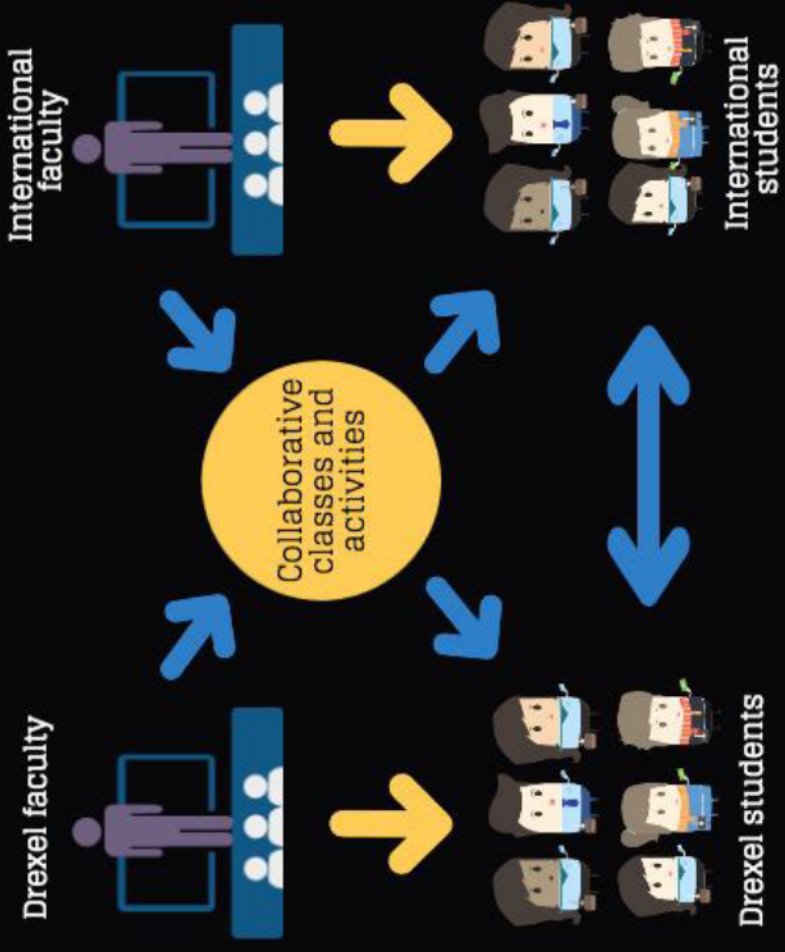 Drexel faculty
International
faculty
Collaborative
classes and
activities
Drexel students
International
students